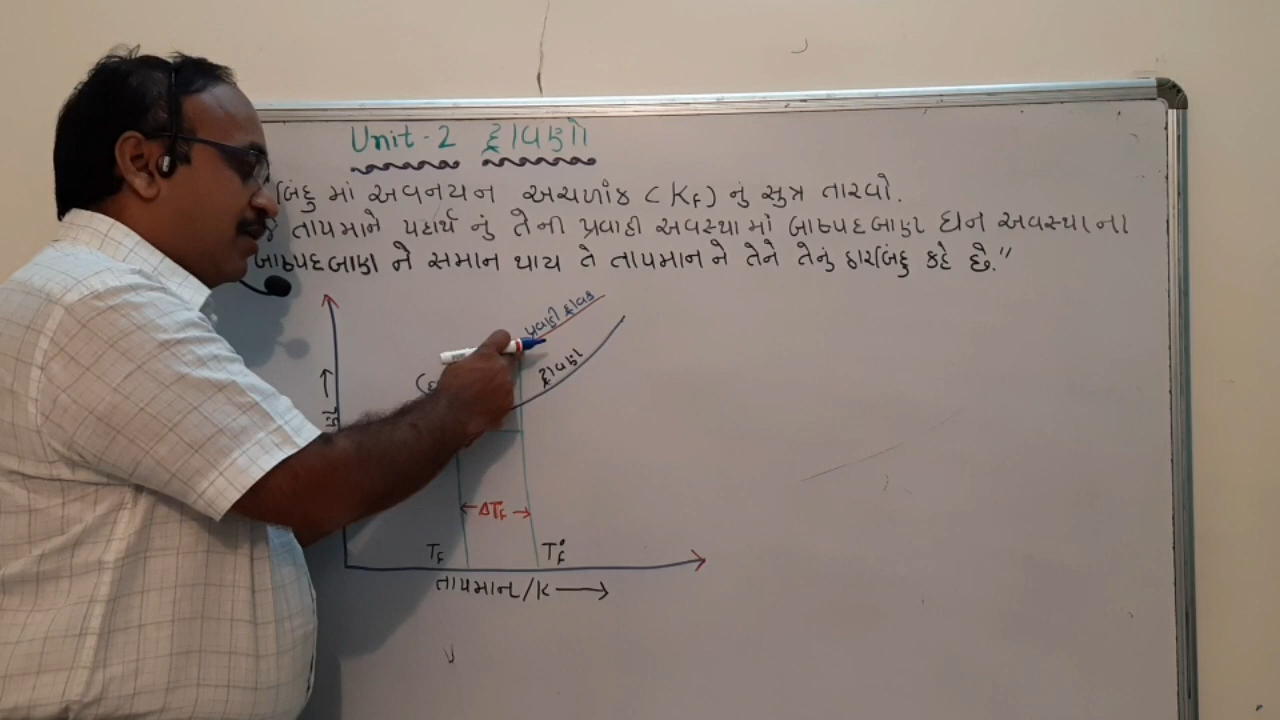 Unit-2 દ્રાવણો
બિંદુ માં અવનયન અચળાંક (KF) નું સુત્ર તારવો.
તાપમાને પદાર્થ નું તેની પ્રવાહી અવસ્થા માં બાષ્પદબાણ ઘન અવસ્થા ના
બાષ્પદબાણ ને સમાન થાય તે તાપમાન ને તેને તેનું ઠારબિંદુ કહે છે."
પ્રવાહી દ્રાવક
દ્રાવણ
←ΔTF→
TF TF°
તાપમાન/K →